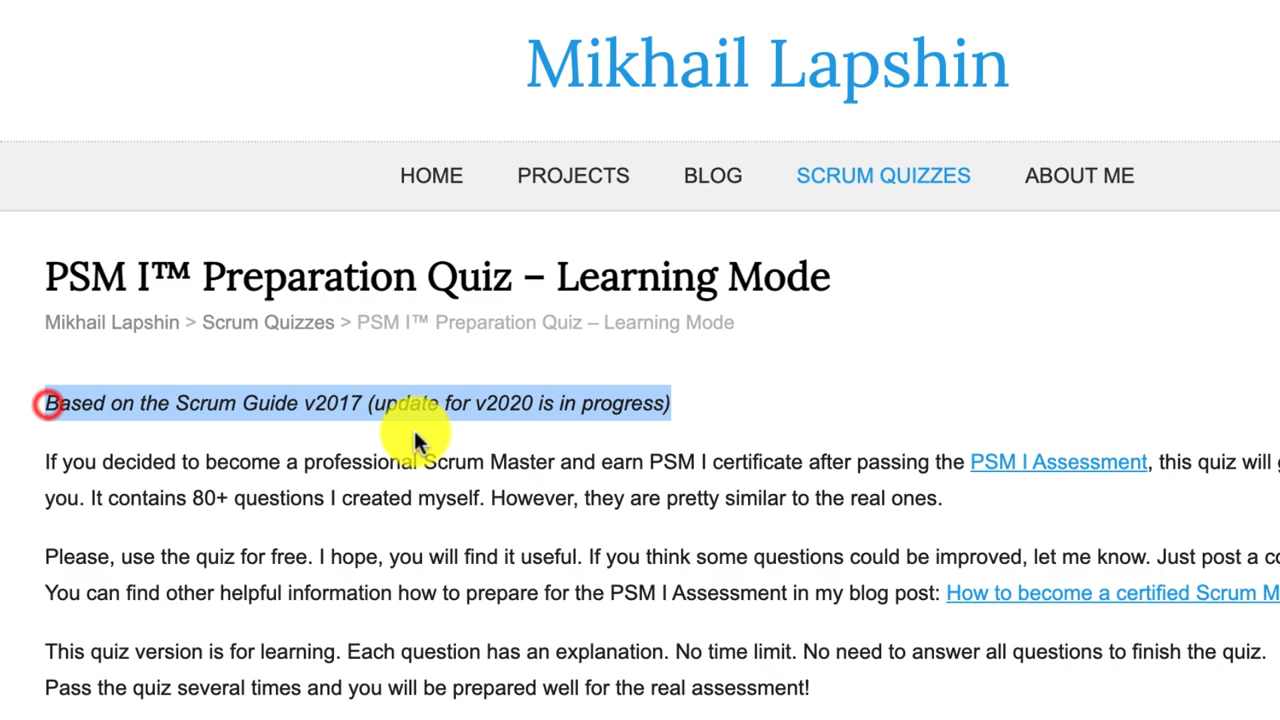 Mikhail Lapshin
HOME PROJECTS BLOG SCRUM QUIZZES ABOUT ME
PSM I™ Preparation Quiz – Learning Mode
Mikhail Lapshin > Scrum Quizzes > PSM I™ Preparation Quiz – Learning Mode
Based on the Scrum Guide v2017 (update for v2020 is in progress)
If you decided to become a professional Scrum Master and earn PSM I certificate after passing the PSM I Assessment, this quiz will
you. It contains 80+ questions I created myself. However, they are pretty similar to the real ones.
Please, use the quiz for free. I hope, you will find it useful. If you think some questions could be improved, let me know. Just post a
You can find other helpful information how to prepare for the PSM I Assessment in my blog post: How to become a certified Scrum
This quiz version is for learning. Each question has an explanation. No time limit. No need to answer all questions to finish the quiz.
Pass the quiz several times and you will be prepared well for the real assessment!